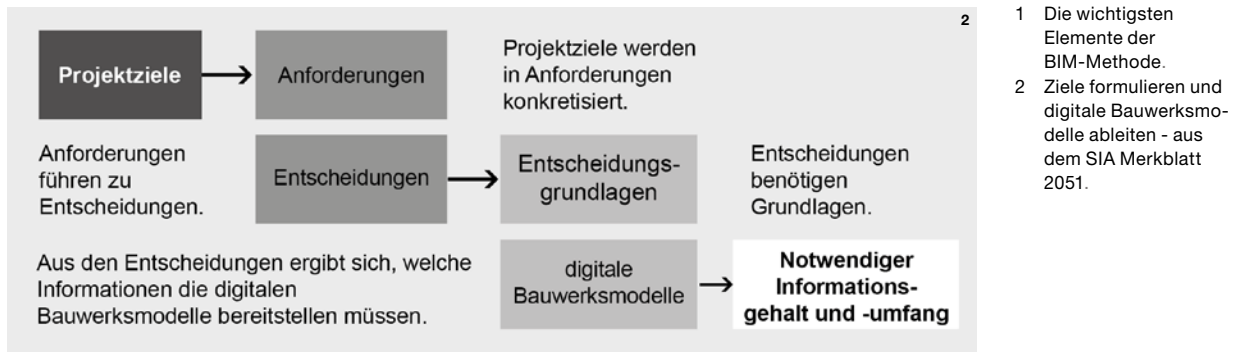 2
Projektziele
Anforderungen
Projektziele werden
in Anforderungen
konkretisiert.
Anforderungen
führen zu
Entscheidungen.
Entscheidungen
Entscheidungs-
grundlagen
Entscheidungen
benötigen
Grundlagen.
Aus den Entscheidungen ergibt sich, welche
Informationen die digitalen
Bauwerksmodelle bereitstellen müssen.
digitale
Bauwerksmodelle
Notwendiger
Informations-
gehalt und -umfang
1 Die wichtigsten
Elemente der
BIM-Methode.
2 Ziele formulieren und
digitale Bauwerksmo-
delle ableiten - aus
dem SIA Merkblatt
2051.